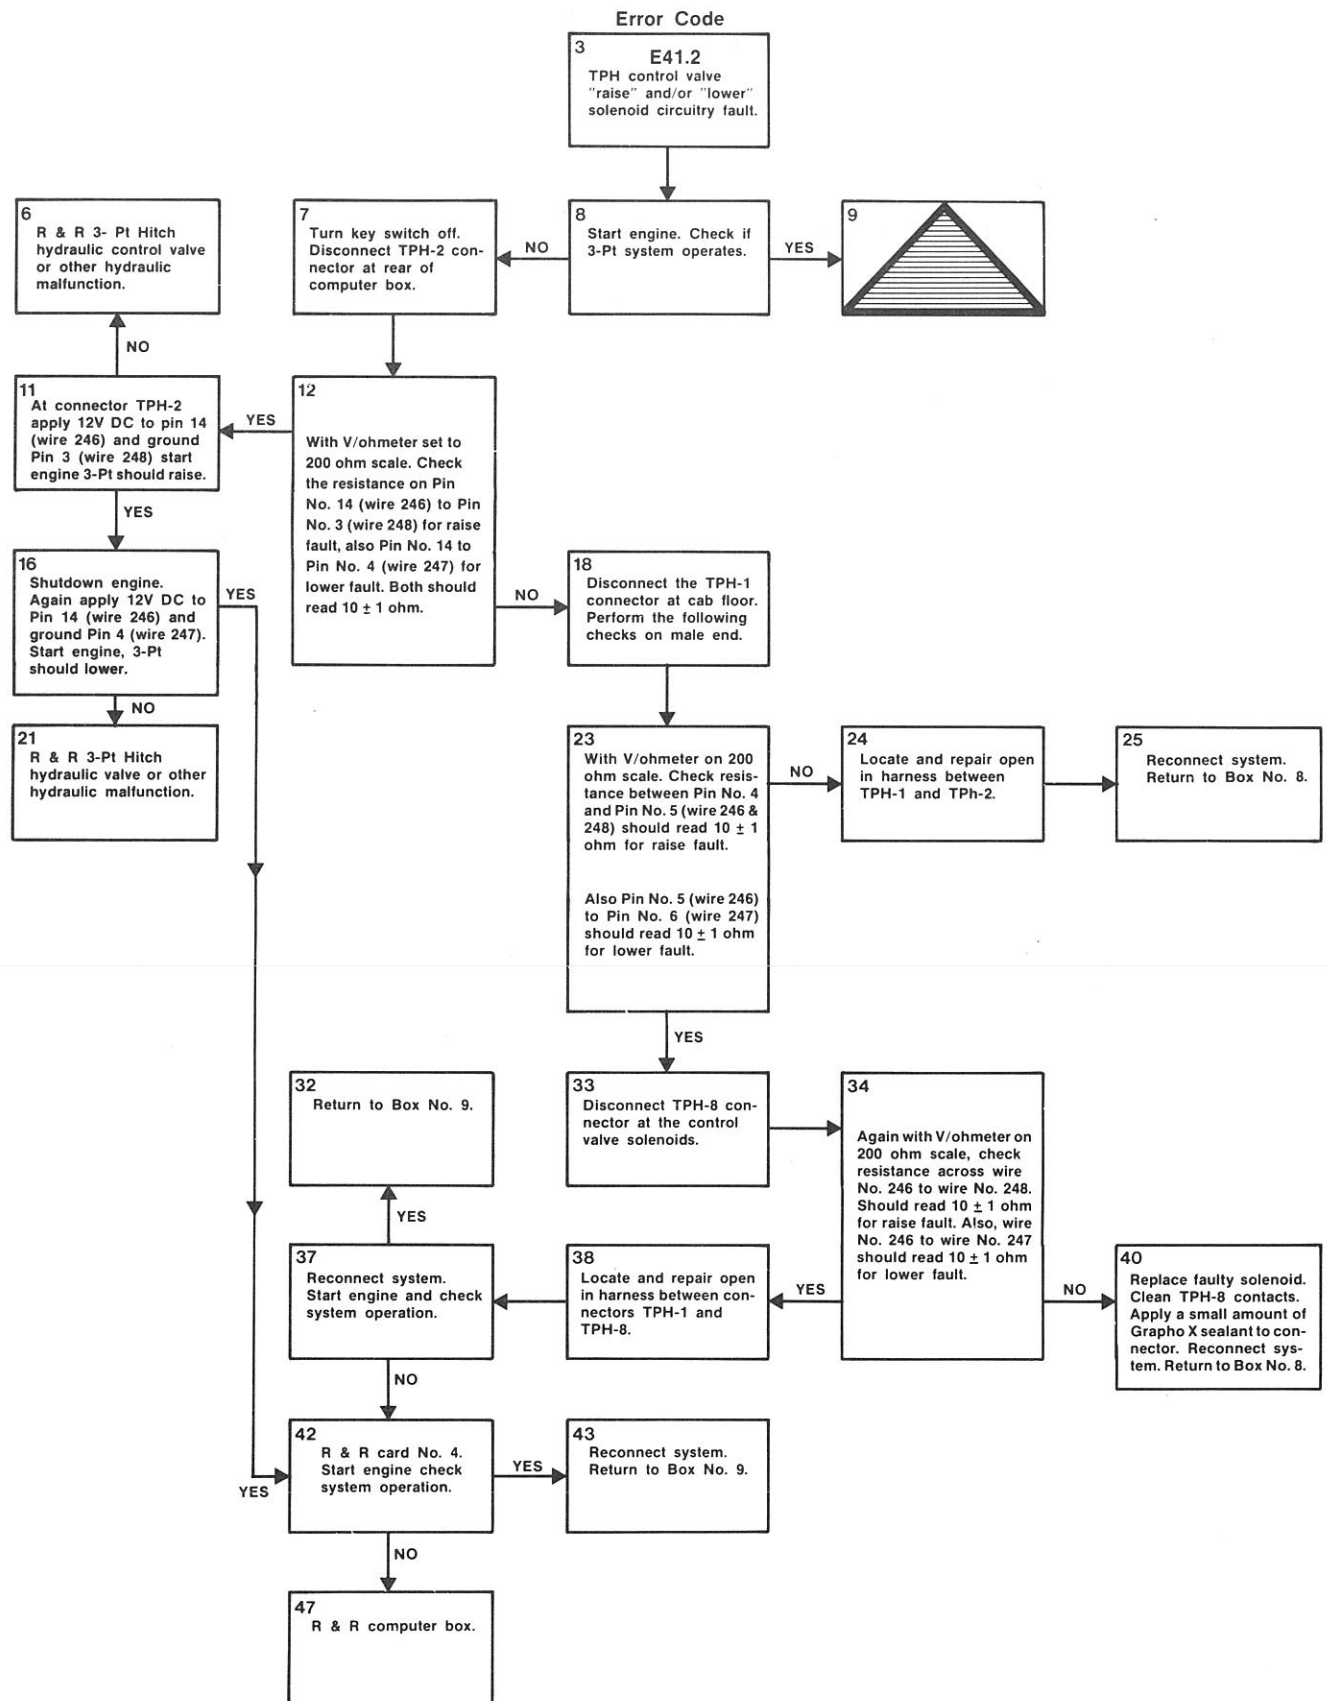 Error Code
3
E41.2
TPH control valve
"raise" and/or "lower"
solenoid circuitry fault.
6
R & R 3- Pt Hitch
hydraulic control valve
or other hydraulic
malfunction.
7
Turn key switch off.
Disconnect TPH-2 con-
nector at rear of
computer box.
NO
8
Start engine. Check if
3-Pt system operates.
YES
9
NO
11
At connector TPH-2
apply 12V DC to pin 14
(wire 246) and ground
Pin 3 (wire 248) start
engine 3-Pt should raise.
YES
12
With V/ohmeter set to
200 ohm scale. Check
the resistance on Pin
No. 14 (wire 246) to Pin
No. 3 (wire 248) for raise
fault, also Pin No. 14 to
Pin No. 4 (wire 247) for
lower fault. Both should
read 10 ± 1 ohm.
YES
16
Shutdown engine.
Again apply 12V DC to
Pin 14 (wire 246) and
ground Pin 4 (wire 247).
Start engine, 3-Pt
should lower.
YES
NO
18
Disconnect the TPH-1
connector at cab floor.
Perform the following
checks on male end.
NO
21
R & R 3-Pt Hitch
hydraulic valve or other
hydraulic malfunction.
23
With V/ohmeter on 200
ohm scale. Check resis-
tance between Pin No. 4
and Pin No. 5 (wire 246 &
248) should read 10 ± 1
ohm for raise fault.
Also Pin No. 5 (wire 246)
to Pin No. 6 (wire 247)
should read 10 ± 1 ohm
for lower fault.
NO
24
Locate and repair open
in harness between
TPH-1 and TPh-2.
25
Reconnect system.
Return to Box No. 8.
YES
32
Return to Box No. 9.
33
Disconnect TPH-8 con-
nector at the control
valve solenoids.
34
Again with V/ohmeter on
200 ohm scale, check
resistance across wire
No. 246 to wire No. 248.
Should read 10 ± 1 ohm
for raise fault. Also, wire
No. 246 to wire No. 247
should read 10 ± 1 ohm
for lower fault.
YES
37
Reconnect system.
Start engine and check
system operation.
38
Locate and repair open
in harness between con-
nectors TPH-1 and
TPH-8.
YES
NO
40
Replace faulty solenoid.
Clean TPH-8 contacts.
Apply a small amount of
Grapho X sealant to con-
nector. Reconnect sys-
tem. Return to Box No. 8.
NO
YES
42
R & R card No. 4.
Start engine check
system operation.
YES
43
Reconnect system.
Return to Box No. 9.
NO
47
R & R computer box.